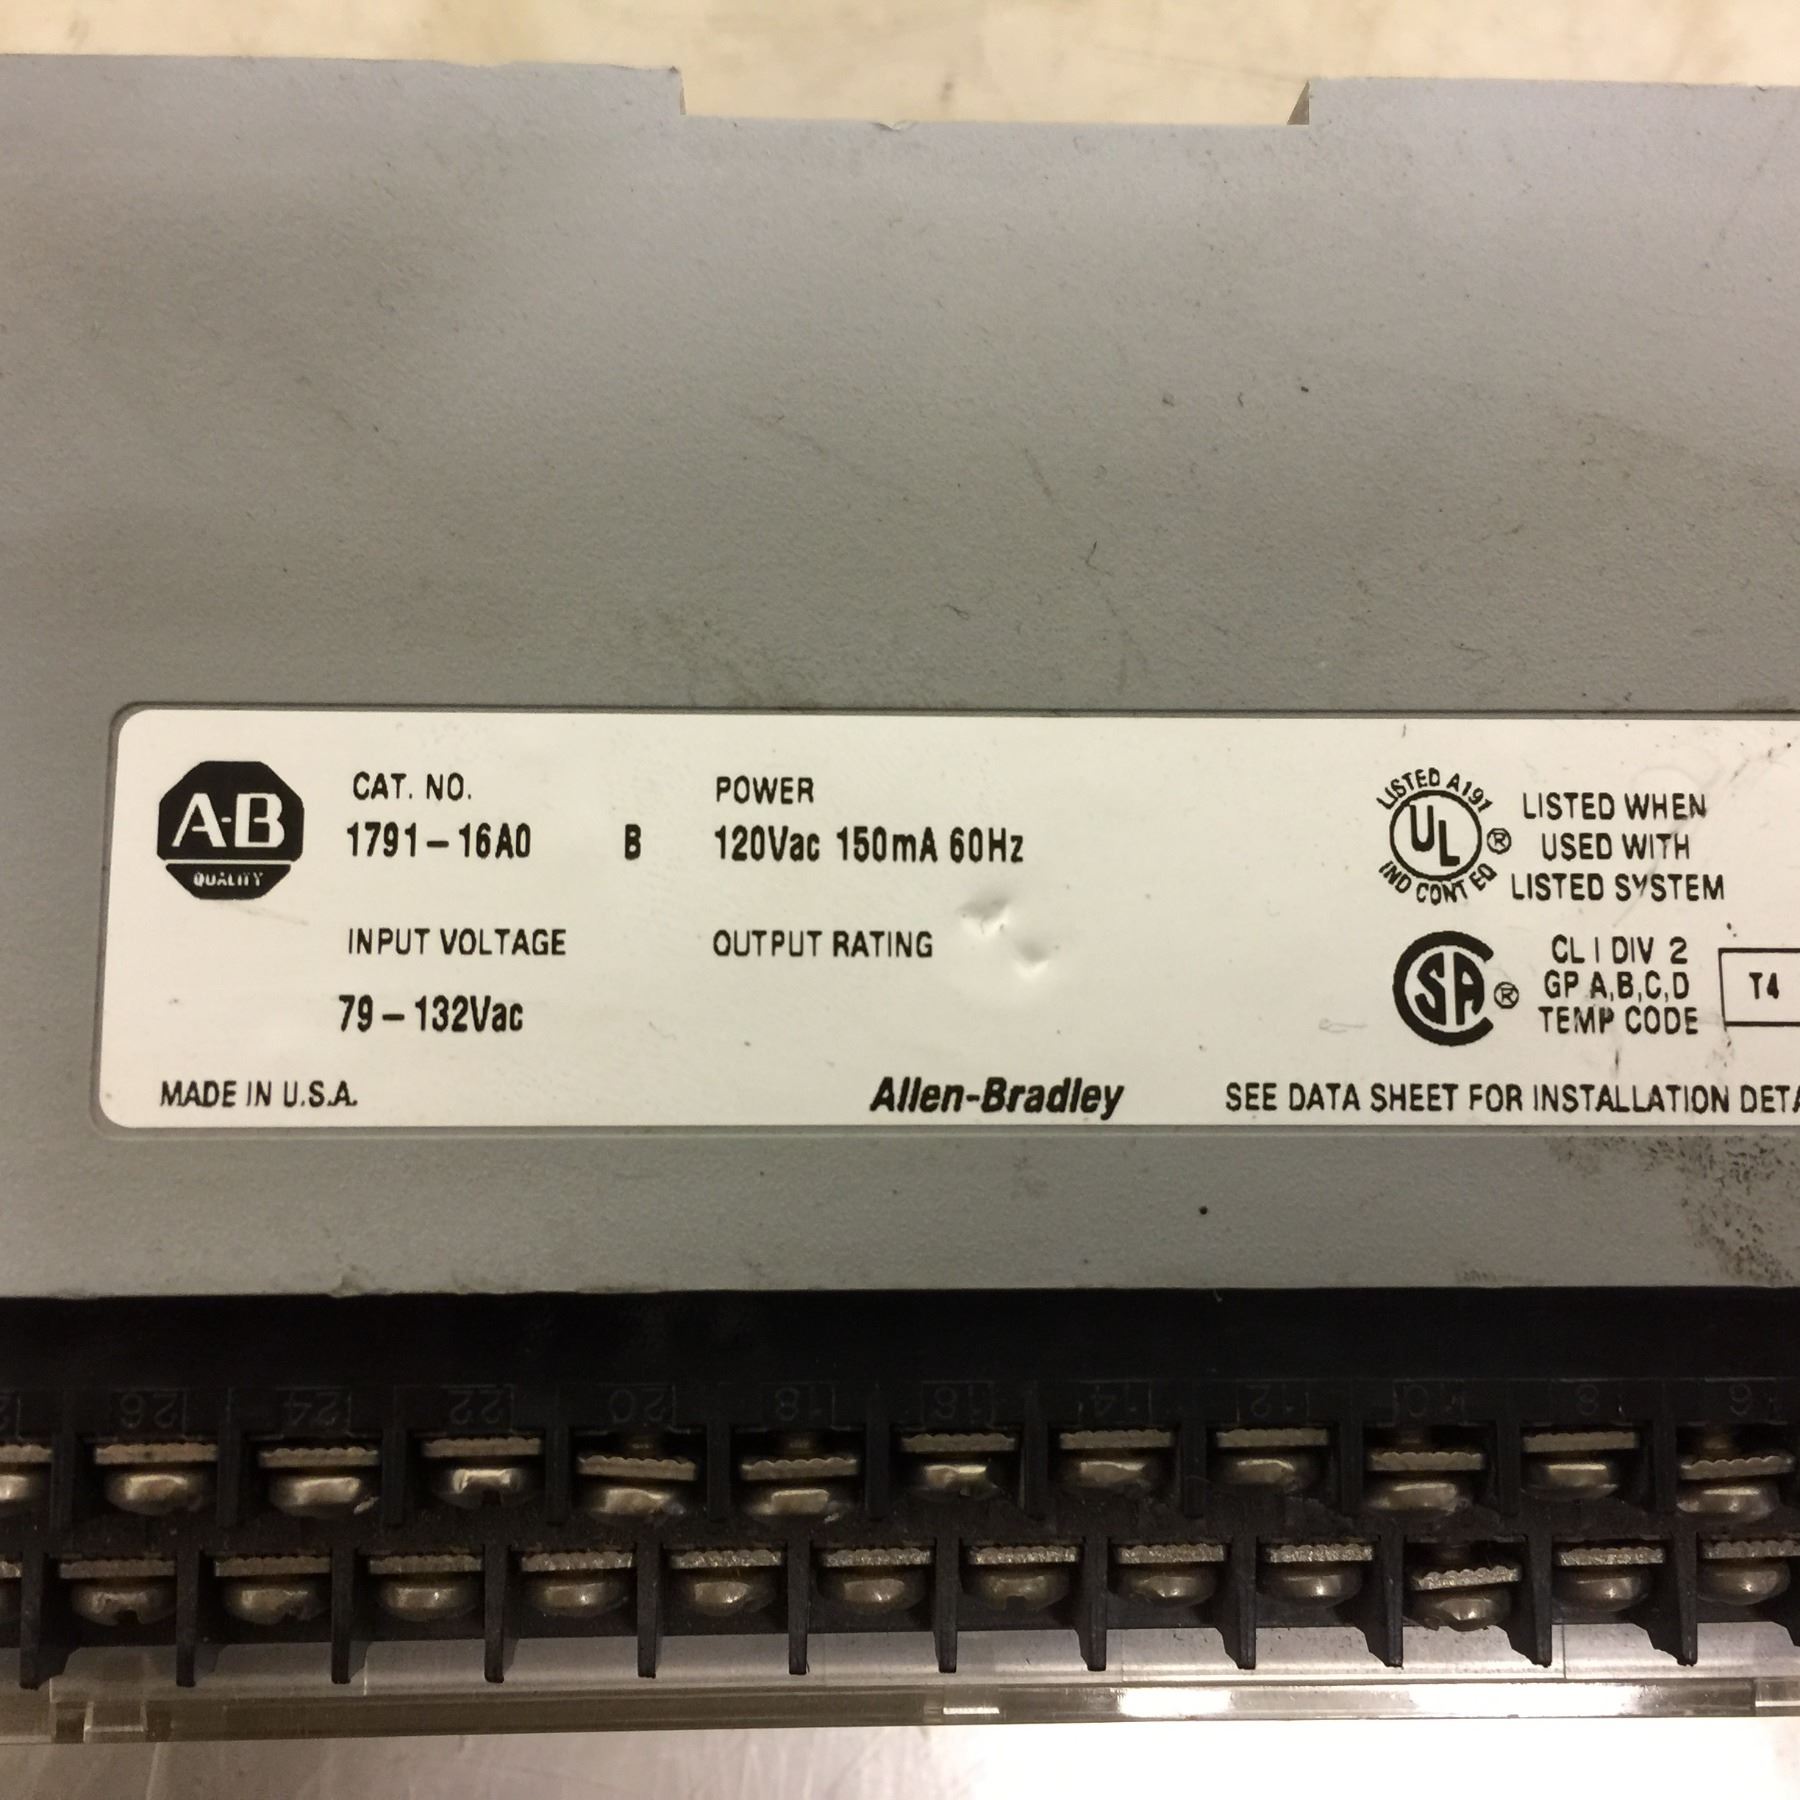 A-B
QUALITY
CAT. NO.
1791-16A0
B
POWER
120Vac 150mA 60Hz
INPUT VOLTAGE
79-132Vac
OUTPUT RATING
MADE IN U.S.A.
Allen-Bradley
LISTED A191
UL ®
IND CONT EQ
LISTED WHEN
USED WITH
LISTED SYSTEM
SA ®
CL I DIV 2
GP A,B,C,D
TEMP CODE
T4
SEE DATA SHEET FOR INSTALLATION DETA
26 24 22 20 18 16 14 12 10 8 6